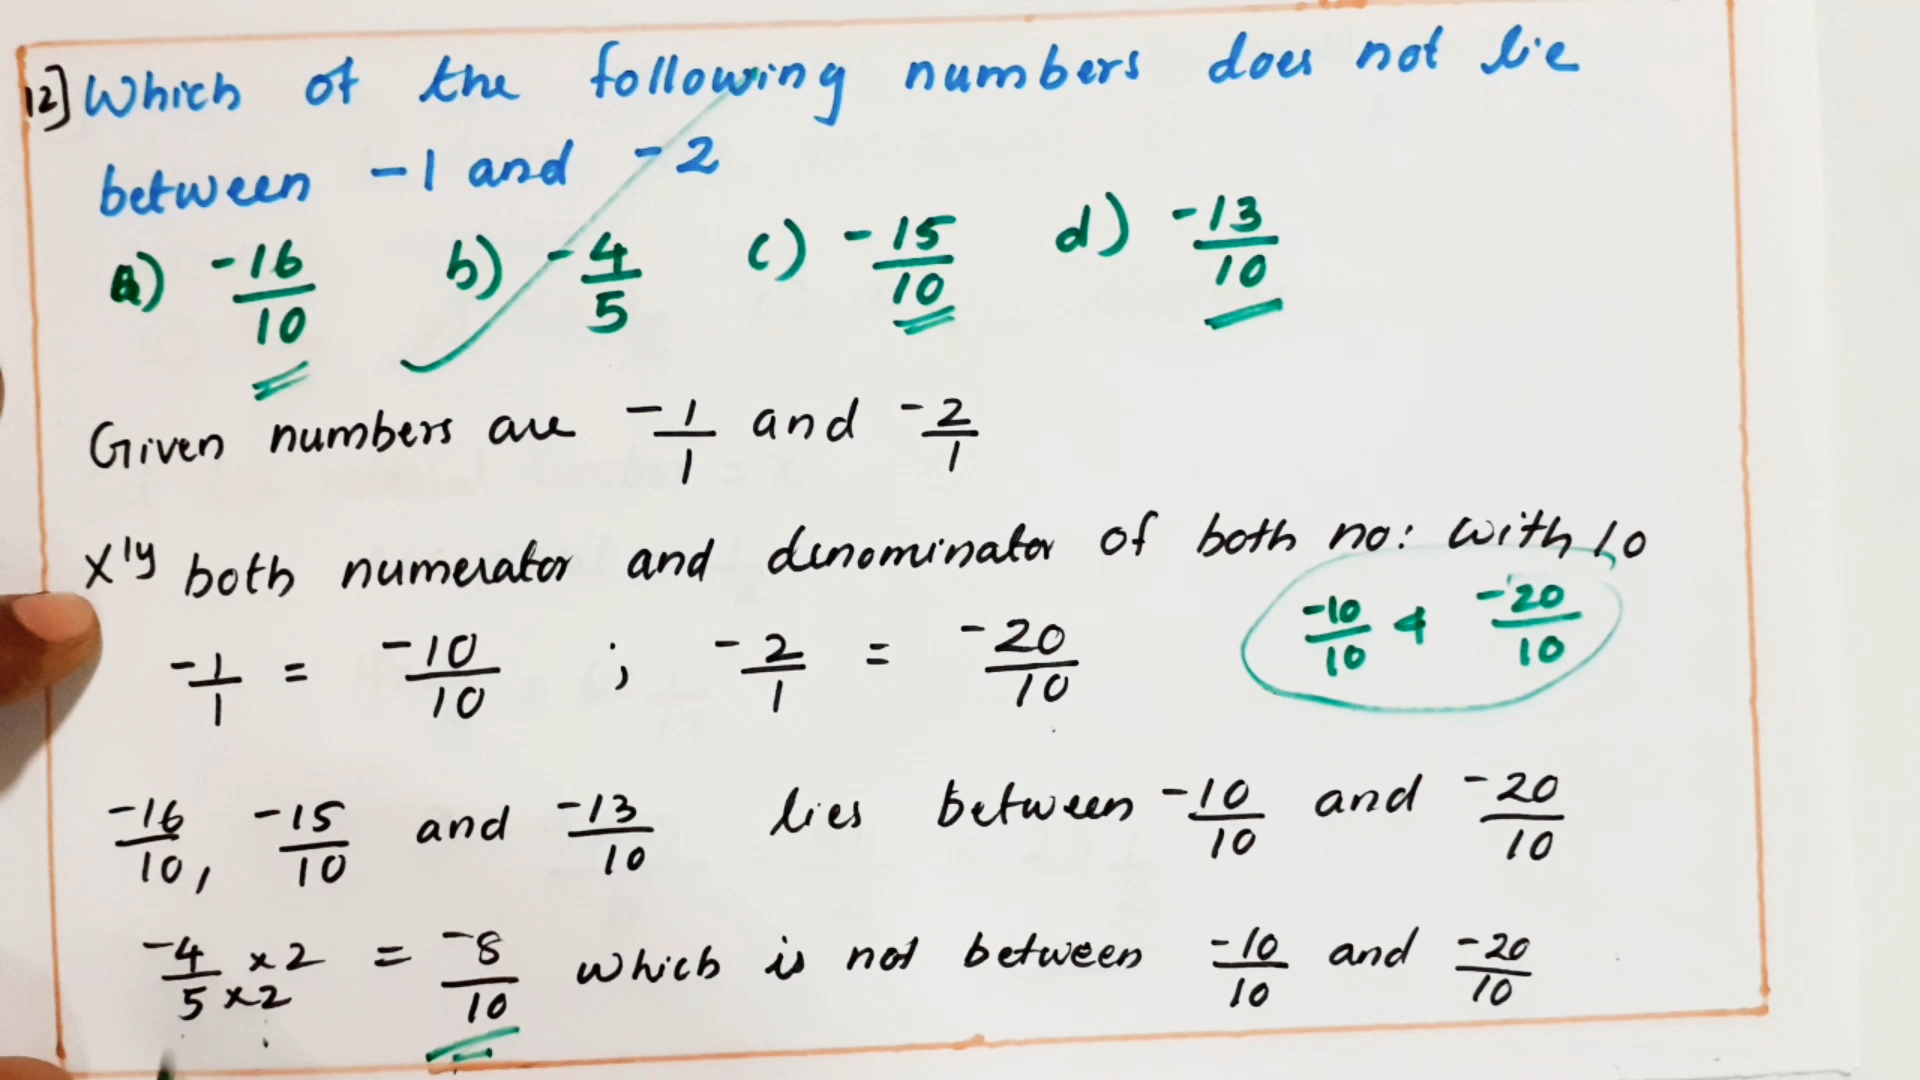 12] Which of the following numbers does not lie
between -1 and -2
a) -16/10 b) -4/5 c) -15/10 d) -13/10
Given numbers are -1/1 and -2/1
x'ly both numerator and denominator of both no: with 10
-10/10 & -20/10
-1/1 = -10/10 ; -2/1 = -20/10
-16/10, -15/10 and -13/10 lies between -10/10 and -20/10
-4/5 x2/x2 = -8/10 which is not between -10/10 and -20/10